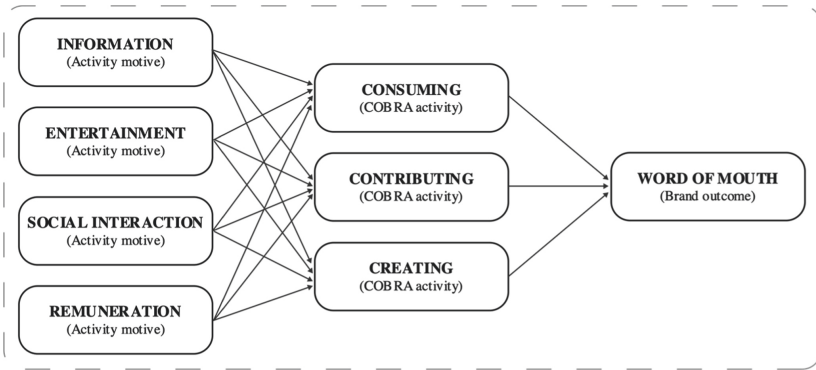 INFORMATION
(Activity motive)
ENTERTAINMENT
(Activity motive)
SOCIAL INTERACTION
(Activity motive)
REMUNERATION
(Activity motive)
CONSUMING
(COBRA activity)
CONTRIBUTING
(COBRA activity)
CREATING
(COBRA activity)
WORD OF MOUTH
(Brand outcome)